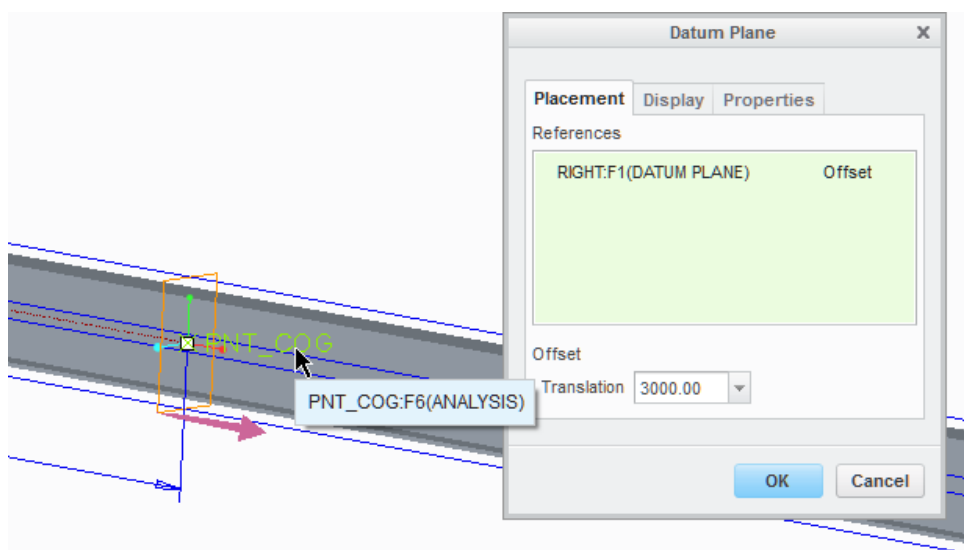 Datum Plane
Placement Display Properties
References
RIGHT:F1(DATUM PLANE) Offset
PNT_COG
PNT_COG:F6(ANALYSIS)
Offset
Translation 3000.00
OK Cancel